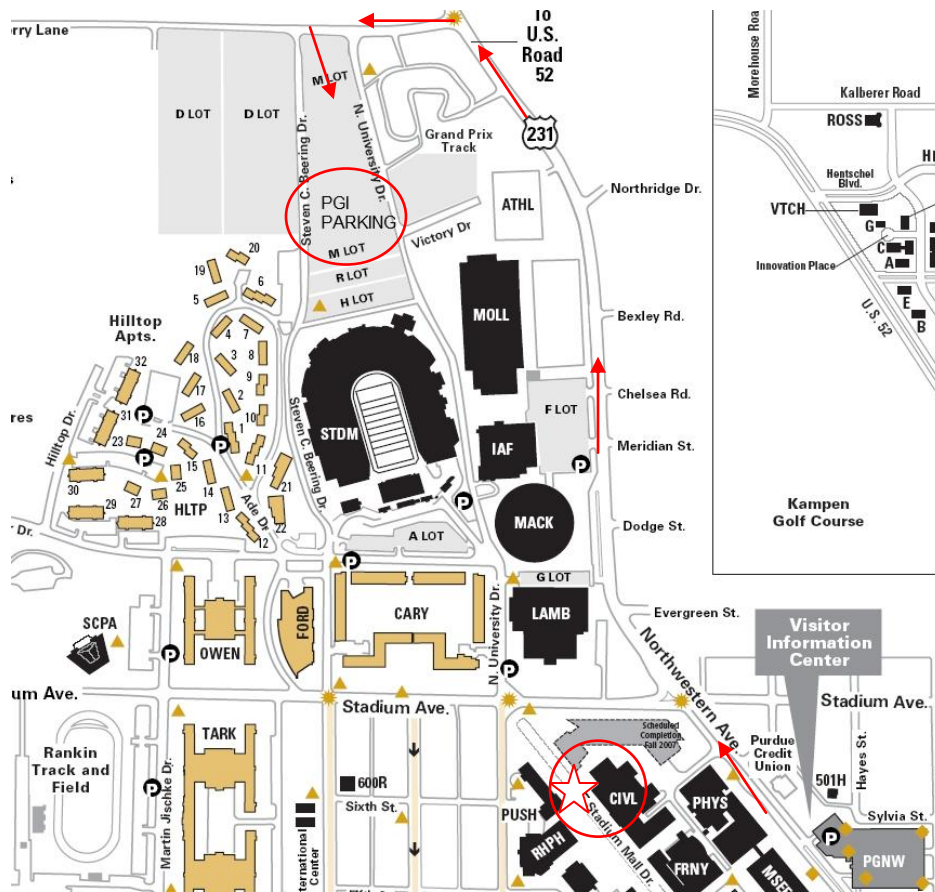 To
U.S.
Road
52
erry Lane
M LOT
D LOT
D LOT
Steven C. Beering Dr.
N. University Dr.
231
Grand Prix
Track
ATHL
Northridge Dr.
PGI
PARKING
Victory Dr
M LOT
R LOT
H LOT
20
19
6
5
Hilltop
Apts.
4
7
3
8
18
32
9
17
2
10
16
31
1
23
24
15
11
Hilltop Dr.
30
25
14
21
27
26
HLTP
29
28
13
22
Ade Dr.
12
res
Dr.
MOLL
Bexley Rd.
Chelsea Rd.
F LOT
Meridian St.
IAF
P
P
P
P
P
STDM
Steven C. Beering Dr.
MACK
Dodge St.
A LOT
P
G LOT
SCPA
OWEN
P
FORD
CARY
N. University Dr.
LAMB
P
Evergreen St.
Northwestern Ave.
Visitor
Information
Center
um Ave.
Stadium Ave.
Stadium Ave.
TARK
Rankin
Track and
Field
P
Martin Jischke Dr.
600R
Sixth St.
ternational
Center
Scheduled
Completion
Fall 2007
PUSH
CIVL
RHPH
Stadium Mall Dr.
PHYS
FRNY
MSEE
Purdue
Credit
Union
501H
Hayes St.
Sylvia St.
P
PGNW
Morehouse Roa
Kalberer Road
ROSS
Hentschel
Blvd.
VTCH
G
C
A
Innovation Place
E
B
U.S. 52
Kampen
Golf Course